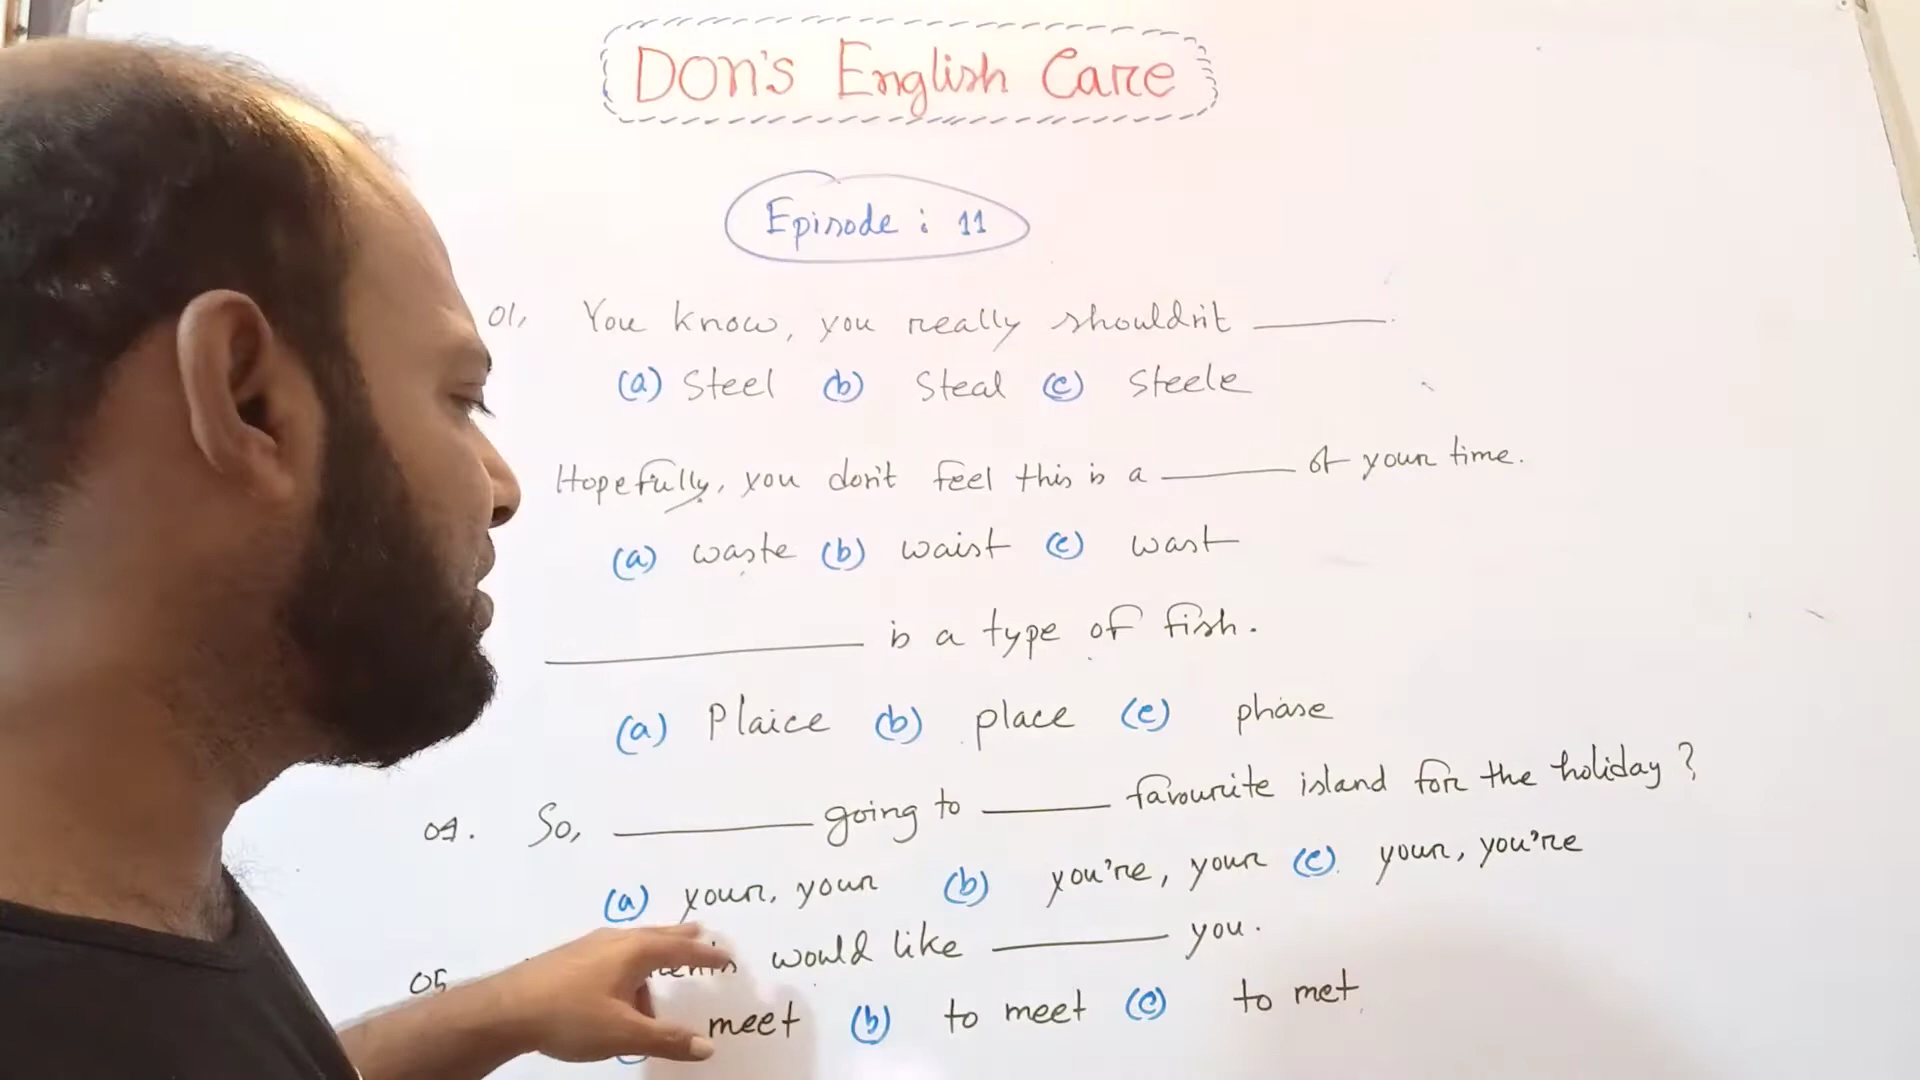 Don's English Care
Episode : 11
01. You know, you really shouldn't ______.
(a) steel (b) steal (c) steele
Hopefully, you don't feel this is a ______ of your time.
(a) waste (b) waist (c) wast
______ is a type of fish.
(a) Plaice (b) place (c) phase
04. So, ______ going to ______ favourite island for the holiday?
(a) your, your (b) you're, your (c) your, you're
05 would like ______ you.
meet (b) to meet (c) to met